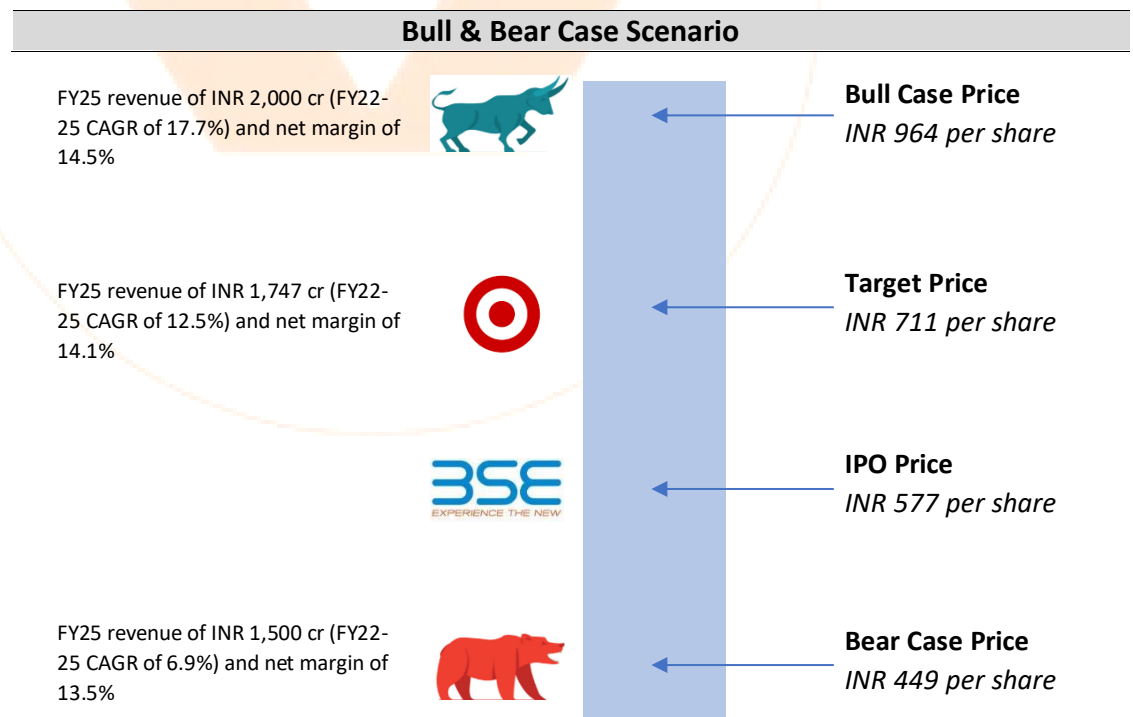 Bull & Bear Case Scenario
FY25 revenue of INR 2,000 cr (FY22-
25 CAGR of 17.7%) and net margin of
14.5%
Bull Case Price
INR 964 per share
FY25 revenue of INR 1,747 cr (FY22-
25 CAGR of 12.5%) and net margin of
14.1%
Target Price
INR 711 per share
BSE
EXPERIENCE THE NEW
IPO Price
INR 577 per share
FY25 revenue of INR 1,500 cr (FY22-
25 CAGR of 6.9%) and net margin of
13.5%
Bear Case Price
INR 449 per share